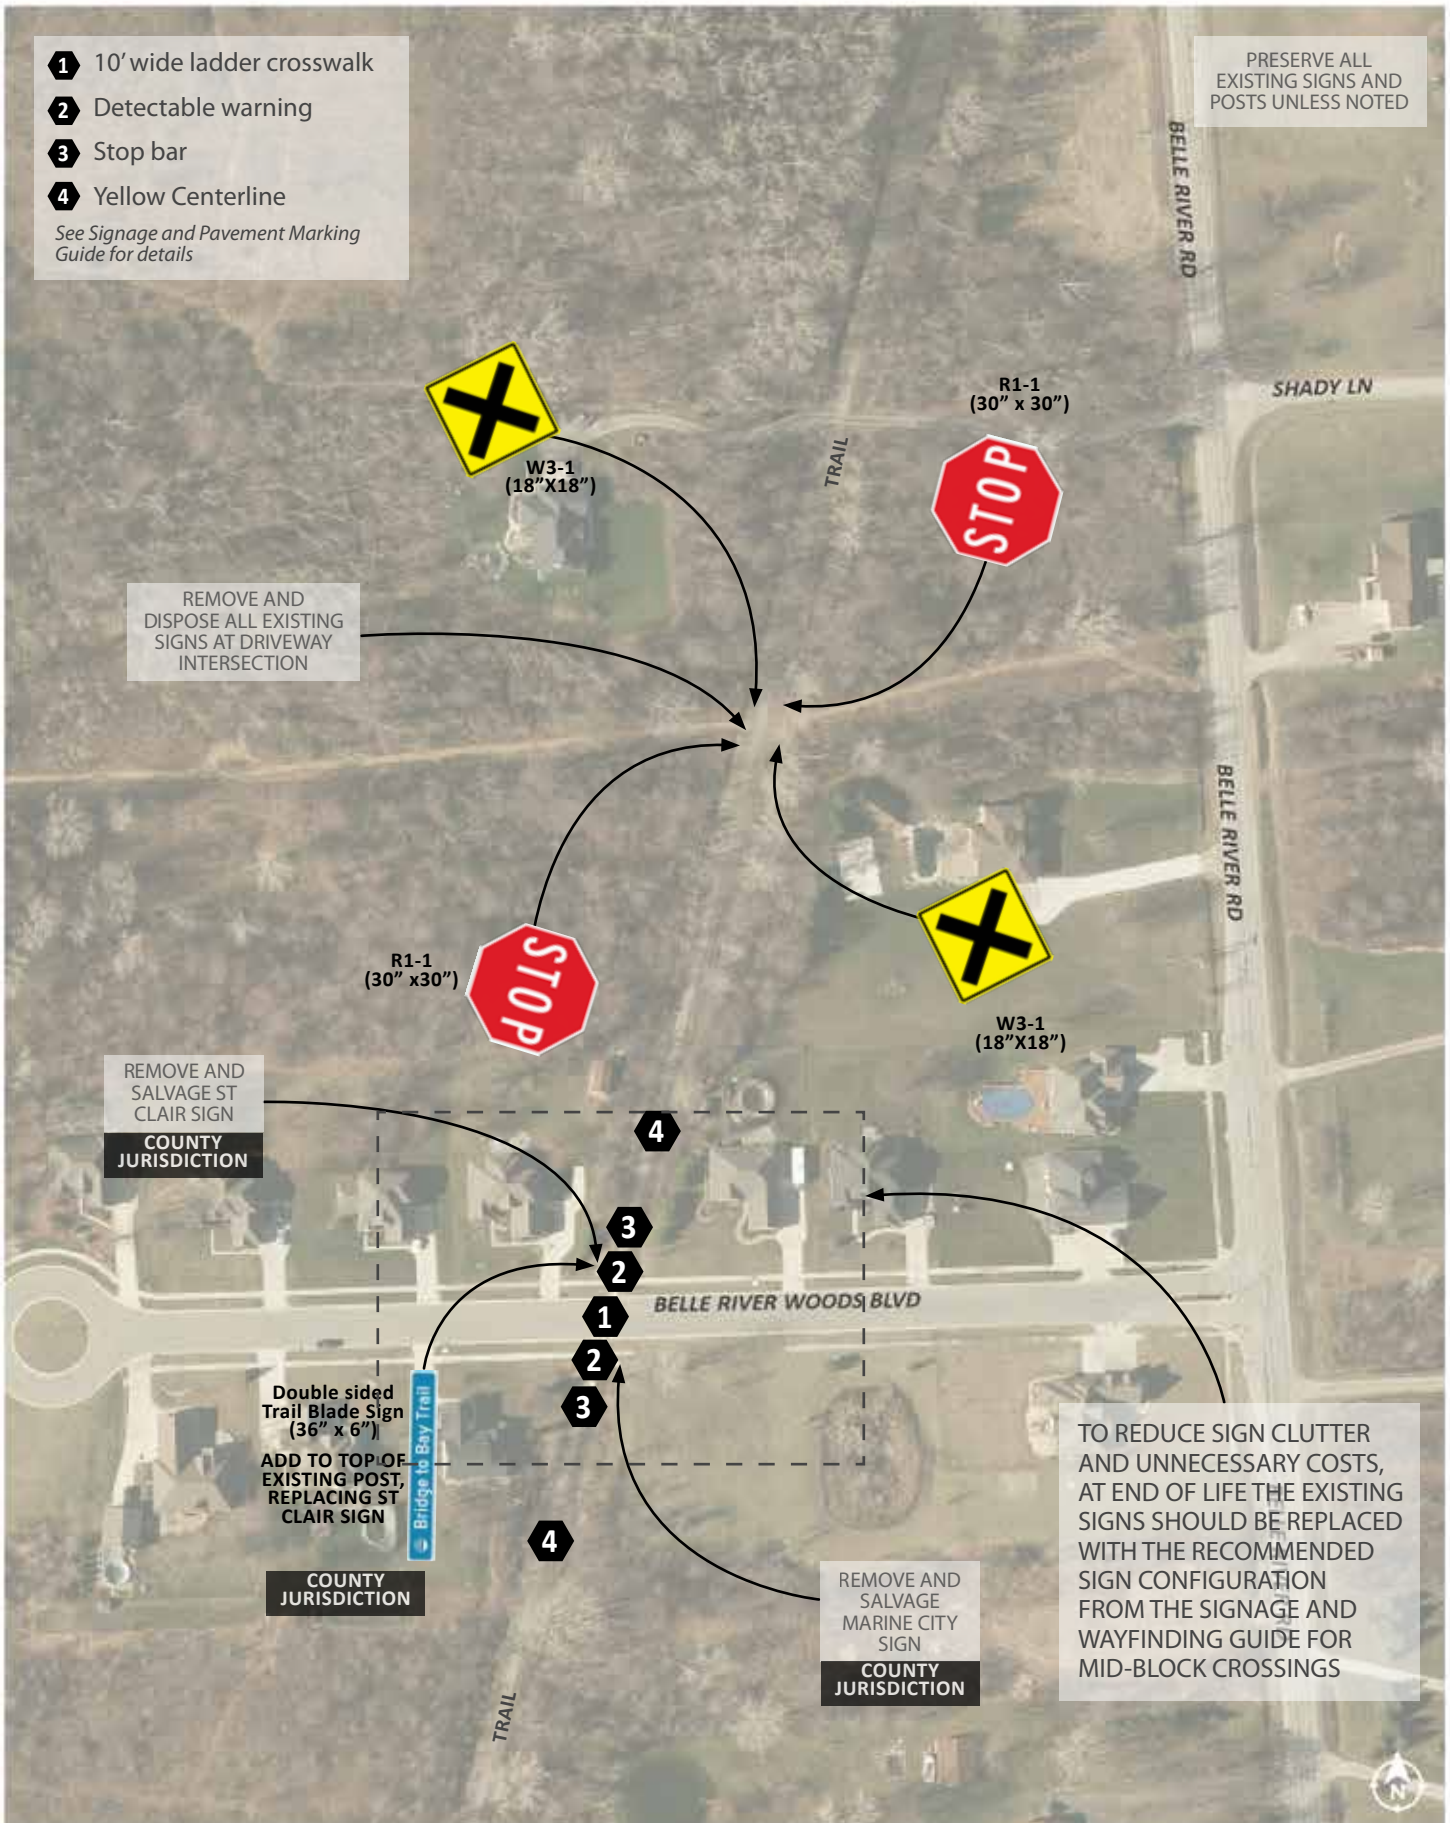 1 10' wide ladder crosswalk
2 Detectable warning
3 Stop bar
4 Yellow Centerline
See Signage and Pavement Marking
Guide for details
PRESERVE ALL
EXISTING SIGNS AND
POSTS UNLESS NOTED
BELLE RIVER RD
SHADY LN
R1-1
(30” x 30”)
STOP
TRAIL
W3-1
(18”X18”)
REMOVE AND
DISPOSE ALL EXISTING
SIGNS AT DRIVEWAY
INTERSECTION
BELLE RIVER RD
R1-1
(30” x30”)
STOP
W3-1
(18”X18”)
REMOVE AND
SALVAGE ST
CLAIR SIGN
COUNTY
JURISDICTION
4
3
2
1
2
3
BELLE RIVER WOODS BLVD
Double sided
Trail Blade Sign
(36” x 6”)
ADD TO TOP OF
EXISTING POST,
REPLACING ST
CLAIR SIGN
Bridge to Bay Trail
COUNTY
JURISDICTION
4
TRAIL
REMOVE AND
SALVAGE
MARINE CITY
SIGN
COUNTY
JURISDICTION
TO REDUCE SIGN CLUTTER
AND UNNECESSARY COSTS,
AT END OF LIFE THE EXISTING
SIGNS SHOULD BE REPLACED
WITH THE RECOMMENDED
SIGN CONFIGURATION
FROM THE SIGNAGE AND
WAYFINDING GUIDE FOR
MID-BLOCK CROSSINGS
BELLE RIVER RD
N